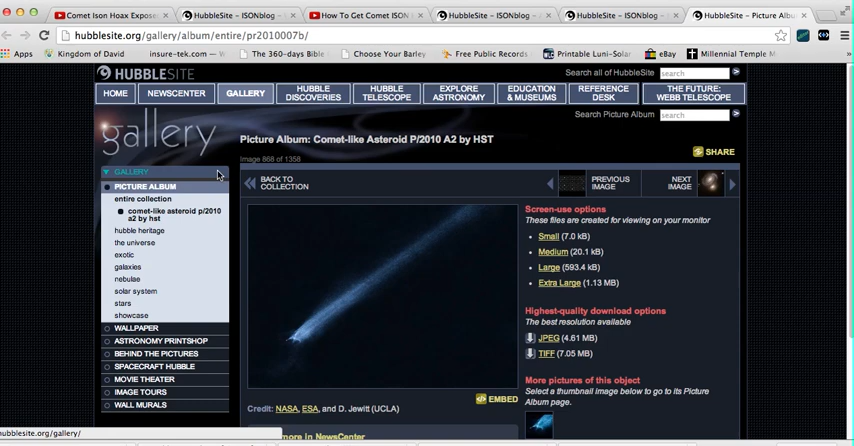 Comet Ison Hoax Expose
HubbleSite - ISONblog -
How To Get Comet ISON
HubbleSite - ISONblog -
HubbleSite - ISONblog -
HubbleSite - Picture Albu
hubblesite.org/gallery/album/entire/pr2010007b/
Apps
Kingdom of David
insure-tek.com -- W
The 360-days Bible
Choose Your Barley
Free Public Records
Printable Luni-Solar
eBay
Millennial Temple M
HUBBLESITE
Search all of HubbleSite
search
HOME
NEWSCENTER
GALLERY
HUBBLE
DISCOVERIES
HUBBLE
TELESCOPE
EXPLORE
ASTRONOMY
EDUCATION
& MUSEUMS
REFERENCE
DESK
THE FUTURE:
WEBB TELESCOPE
gallery
Search Picture Album
search
Picture Album: Comet-like Asteroid P/2010 A2 by HST
Image 868 of 1358
SHARE
GALLERY
PICTURE ALBUM
entire collection
comet-like asteroid p/2010
a2 by hst
hubble heritage
the universe
exotic
galaxies
nebulae
solar system
stars
showcase
WALLPAPER
ASTRONOMY PRINTSHOP
BEHIND THE PICTURES
SPACECRAFT HUBBLE
MOVIE THEATER
IMAGE TOURS
WALL MURALS
BACK TO
COLLECTION
PREVIOUS
IMAGE
NEXT
IMAGE
Screen-use options
These files are created for viewing on your monitor
Small (7.0 kB)
Medium (20.1 kB)
Large (593.4 kB)
Extra Large (1.13 MB)
Highest-quality download options
The best resolution available
JPEG (4.61 MB)
TIFF (7.05 MB)
More pictures of this object
Select a thumbnail image below to go to its Picture
Album page.
EMBED
Credit: NASA, ESA, and D. Jewitt (UCLA)
more in NewsCenter
hubblesite.org/gallery/